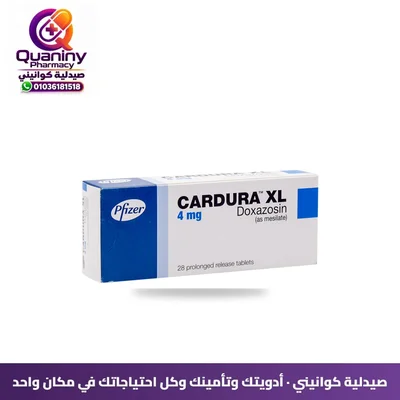 Quaniny
Pharmacy
صيدلية كوانيني
01036181518
Pfizer
CARDURA™ XL
4 mg
Doxazosin
(as mesilate)
28 prolonged release tablets
صيدلية كوانيني - أدويتك وتأمينك وكل احتياجاتك في مكان واحد